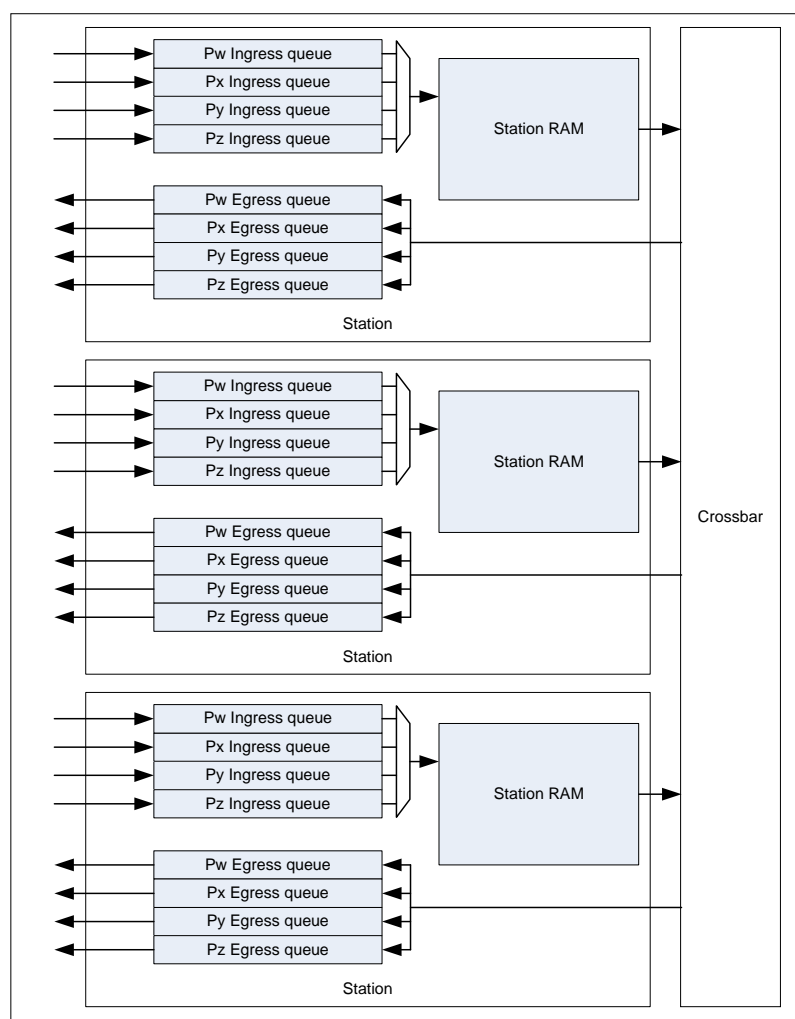 Pw Ingress queue
Px Ingress queue
Py Ingress queue
Pz Ingress queue
Station RAM
Pw Egress queue
Px Egress queue
Py Egress queue
Pz Egress queue
Station
Pw Ingress queue
Px Ingress queue
Py Ingress queue
Pz Ingress queue
Station RAM
Crossbar
Pw Egress queue
Px Egress queue
Py Egress queue
Pz Egress queue
Station
Pw Ingress queue
Px Ingress queue
Py Ingress queue
Pz Ingress queue
Station RAM
Pw Egress queue
Px Egress queue
Py Egress queue
Pz Egress queue
Station